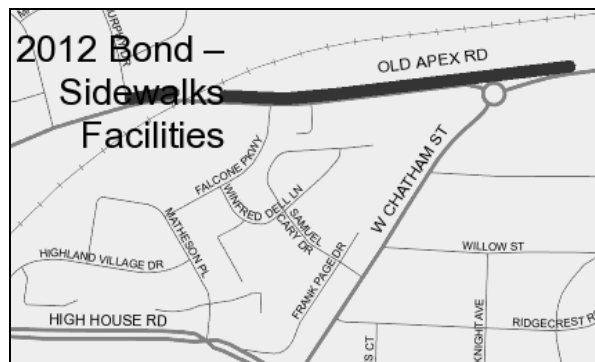 2012 Bond –
Sidewalks
Facilities
OLD APEX RD
FALCONE PKWY
WINFRED DELL LN
SAMUEL
CARY DR
W CHATHAM ST
MATHESON PL
HIGHLAND VILLAGE DR
FRANK PAGE DR
WILLOW ST
HIGH HOUSE RD
KNIGHT AVE
RIDGECREST R
S CT